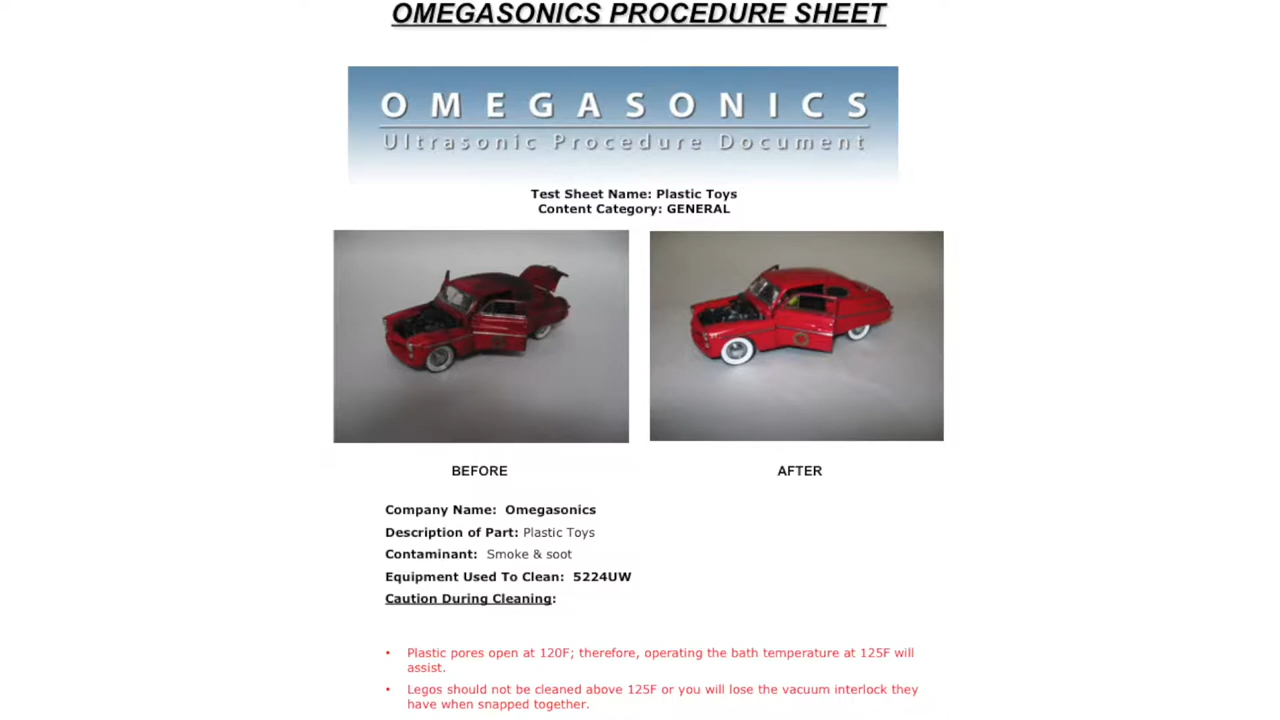 OMEGASONICS PROCEDURE SHEET
OMEGASONICS
Ultrasonic Procedure Document
Test Sheet Name: Plastic Toys
Content Category: GENERAL
BEFORE
AFTER
Company Name: Omegasonics
Description of Part: Plastic Toys
Contaminant: Smoke & soot
Equipment Used To Clean: 5224UW
Caution During Cleaning:
• Plastic pores open at 120F; therefore, operating the bath temperature at 125F will
assist.
• Legos should not be cleaned above 125F or you will lose the vacuum interlock they
have when snapped together.